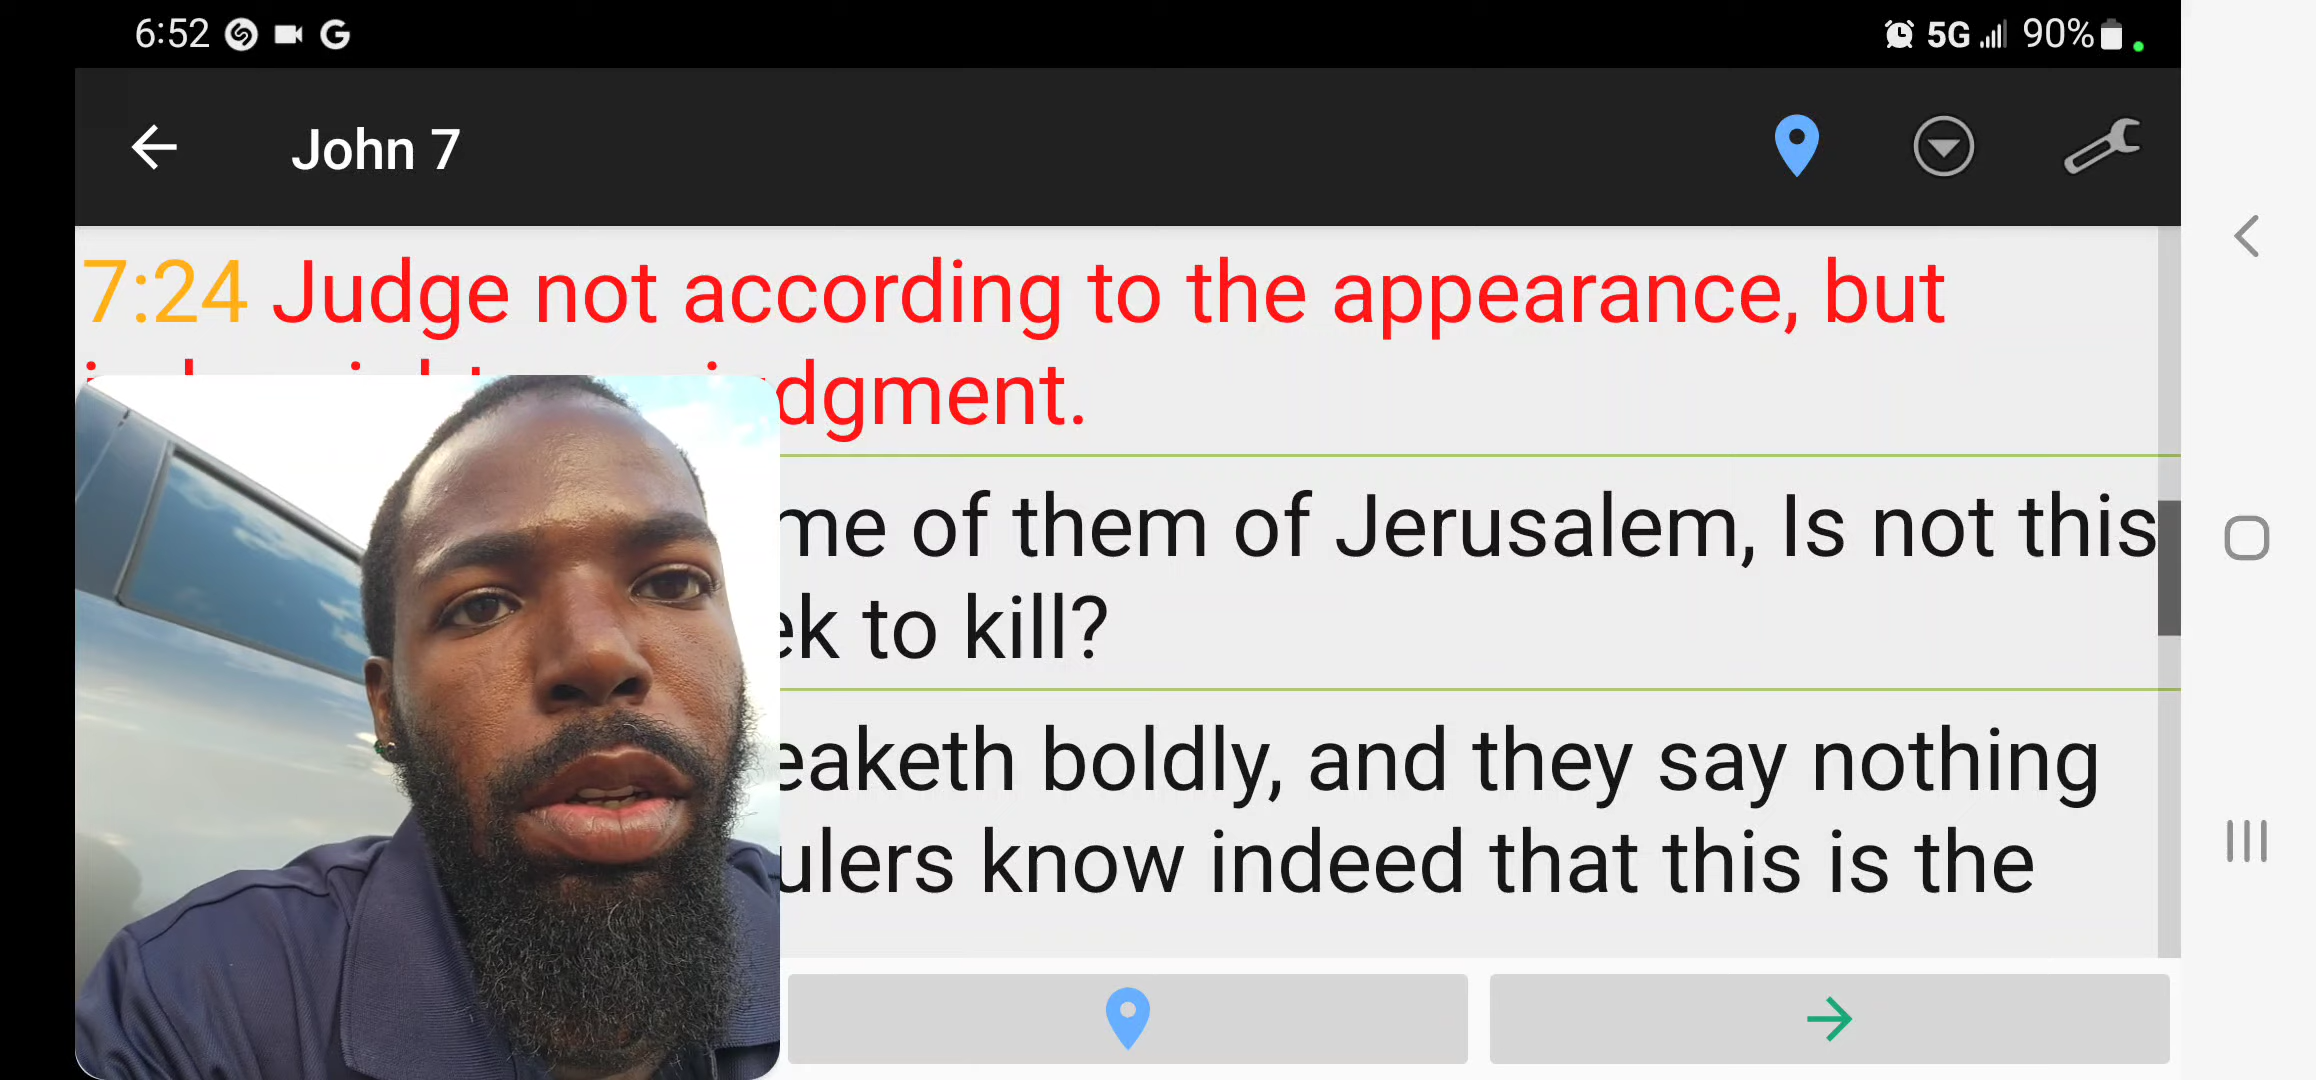 6:52 G 5G 90%
John 7
7:24 Judge not according to the appearance, but
judgment.
me of them of Jerusalem, Is not this
ek to kill?
eaketh boldly, and they say nothing
ulers know indeed that this is the